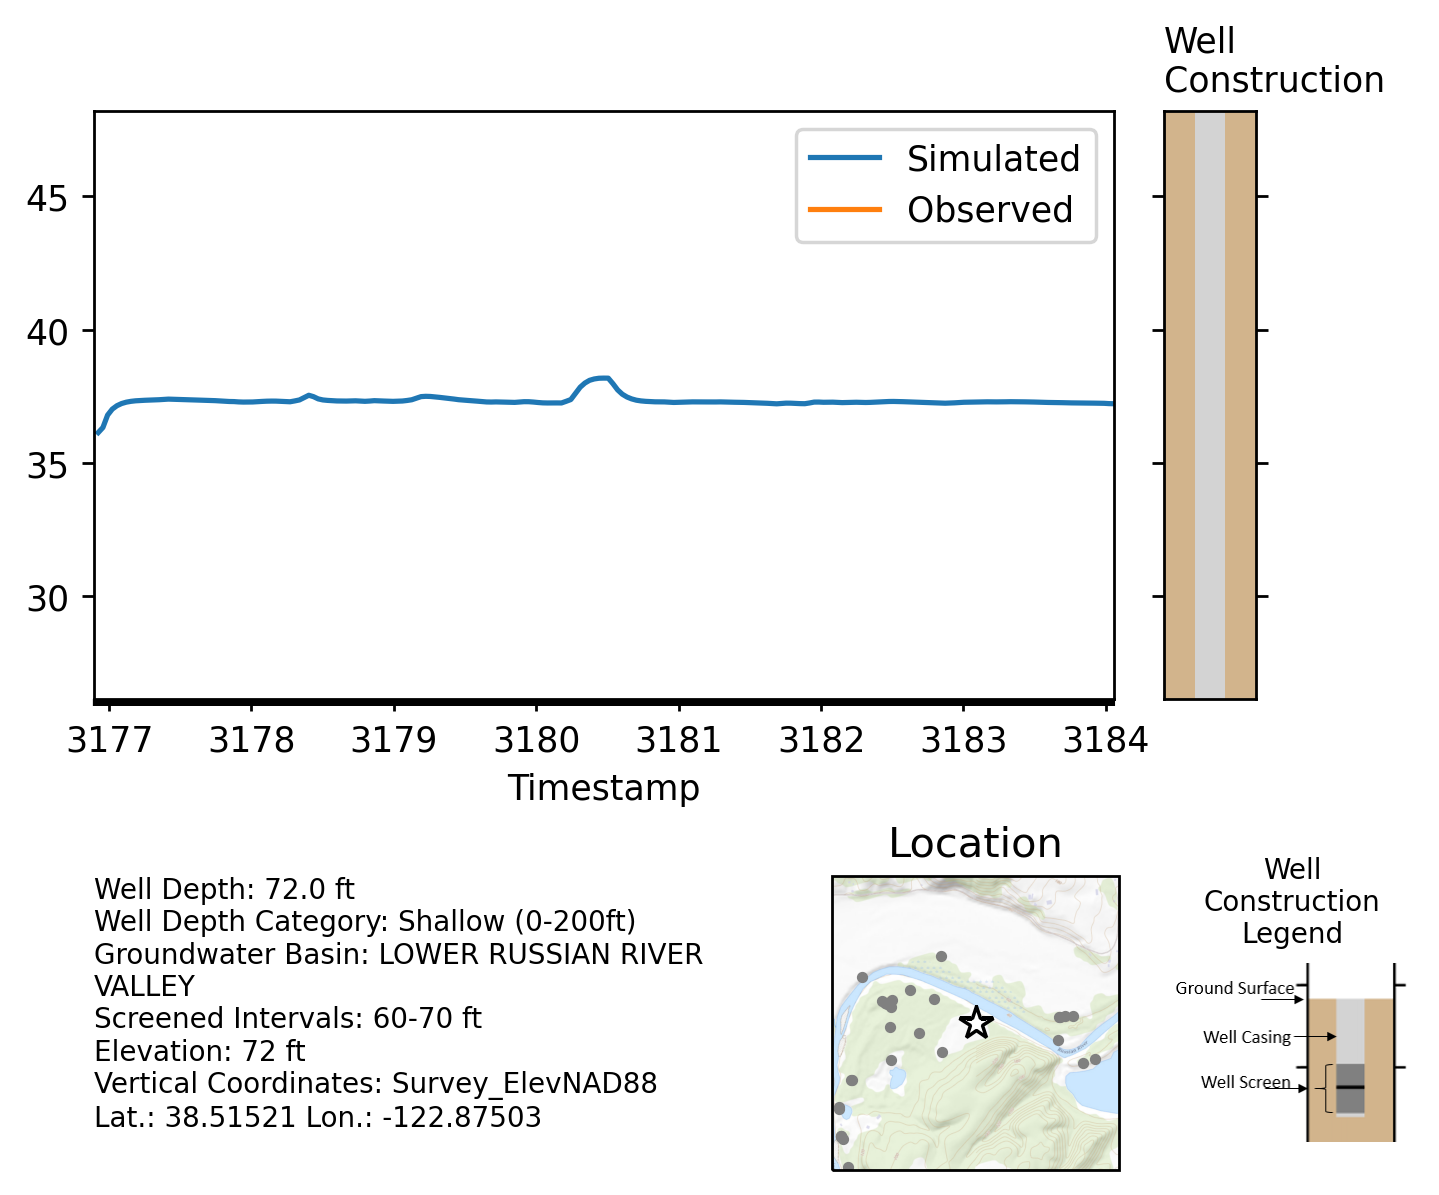 Well
Construction
Simulated
Observed
45
40
35
30
3177 3178 3179 3180 3181 3182 3183 3184
Timestamp
Well Depth: 72.0 ft
Well Depth Category: Shallow (0-200ft)
Groundwater Basin: LOWER RUSSIAN RIVER
VALLEY
Screened Intervals: 60-70 ft
Elevation: 72 ft
Vertical Coordinates: Survey_ElevNAD88
Lat.: 38.51521 Lon.: -122.87503
Location
Russian River
Well
Construction
Legend
Ground Surface
Well Casing
Well Screen